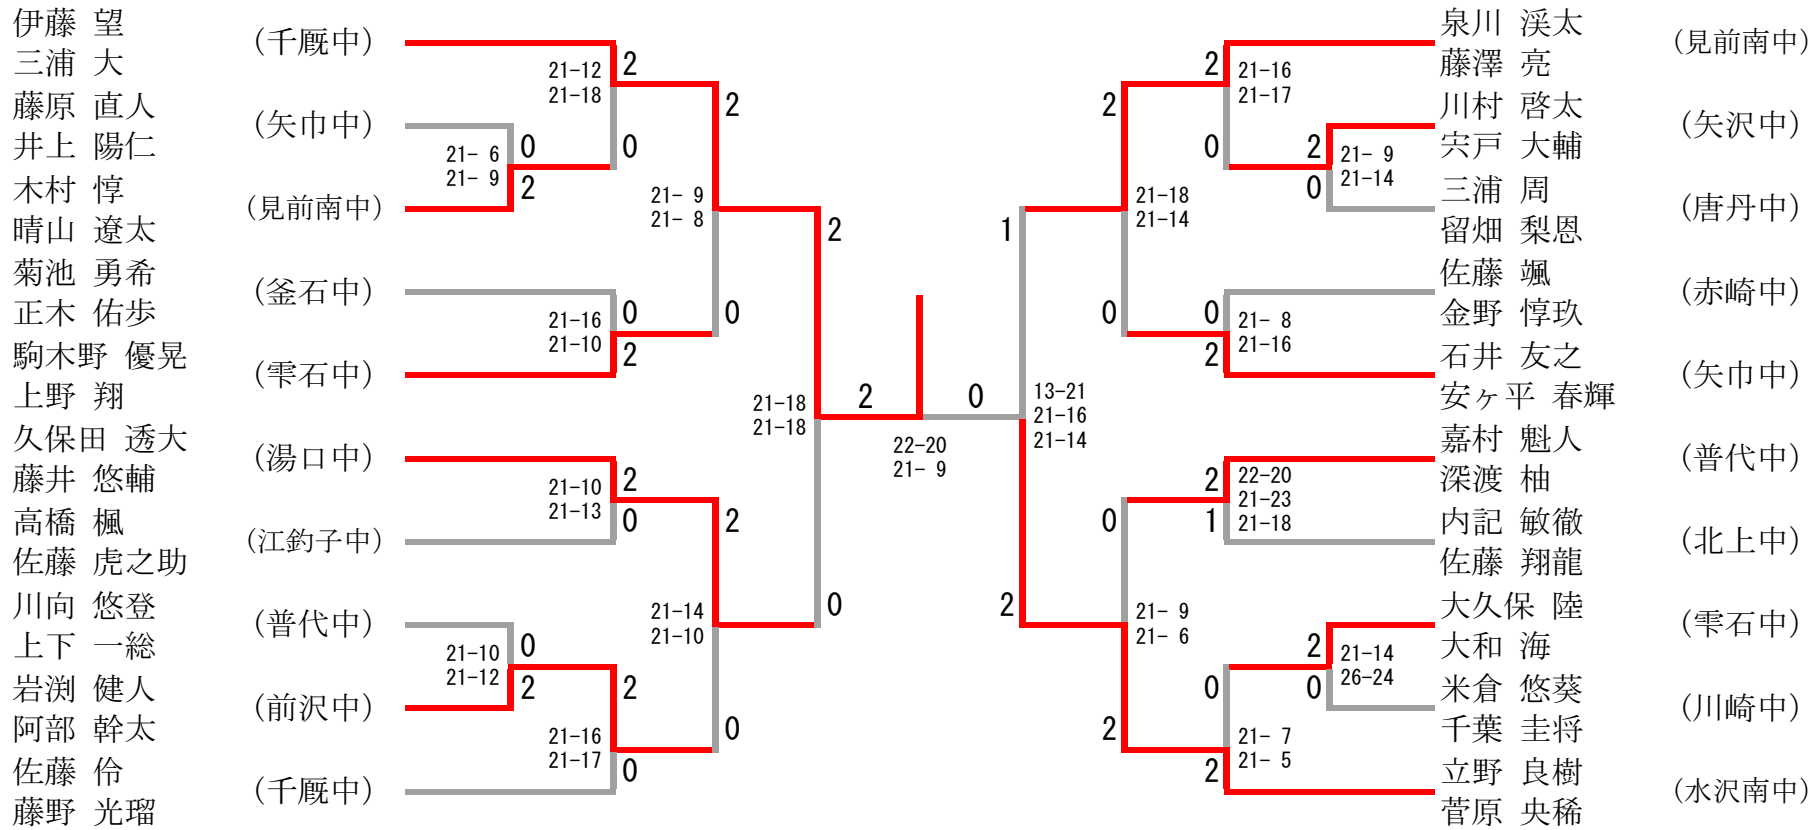 伊藤 望
三浦 大
(千厩中)
藤原 直人
井上 陽仁
(矢巾中)
木村 惇
晴山 遼太
(見前南中)
菊池 勇希
正木 佑歩
(釜石中)
駒木野 優晃
上野 翔
(雫石中)
久保田 透大
藤井 悠輔
(湯口中)
高橋 楓
佐藤 虎之助
(江釣子中)
川向 悠登
上下 一総
(普代中)
岩渕 健人
阿部 幹太
(前沢中)
佐藤 伶
藤野 光瑠
(千厩中)
21-12
21-18
2
0
21- 6
21- 9
0
2
21- 9
21- 8
2
0
21-16
21-10
0
2
21-18
21-18
2
0
21-10
21-13
2
0
21-14
21-10
2
0
21-10
21-12
0
2
21-16
21-17
2
0
2
0
22-20
21- 9
13-21
21-16
21-14
1
2
21-18
21-14
2
0
21-16
21-17
2
0
21- 9
21-14
2
0
21- 8
21-16
0
2
22-20
21-23
21-18
2
1
21- 9
21- 6
0
2
21-14
26-24
2
0
21- 7
21- 5
0
2
泉川 渓太
藤澤 亮
(見前南中)
川村 啓太
宍戸 大輔
(矢沢中)
三浦 周
留畑 梨恩
(唐丹中)
佐藤 颯
金野 惇玖
(赤崎中)
石井 友之
安ヶ平 春輝
(矢巾中)
嘉村 魁人
深渡 柚
(普代中)
内記 敏徹
佐藤 翔龍
(北上中)
大久保 陸
大和 海
(雫石中)
米倉 悠葵
千葉 圭将
(川崎中)
立野 良樹
菅原 央稀
(水沢南中)